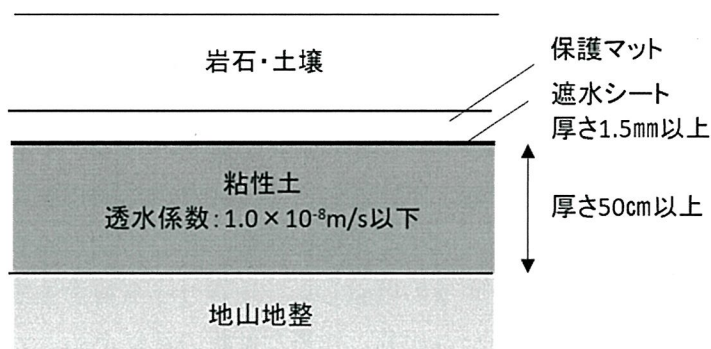 岩石・土壌
保護マット
遮水シート
厚さ1.5㎜以上
粘性土
透水係数:1.0×10⁻⁸m/s以下
厚さ50㎝以上
地山地整